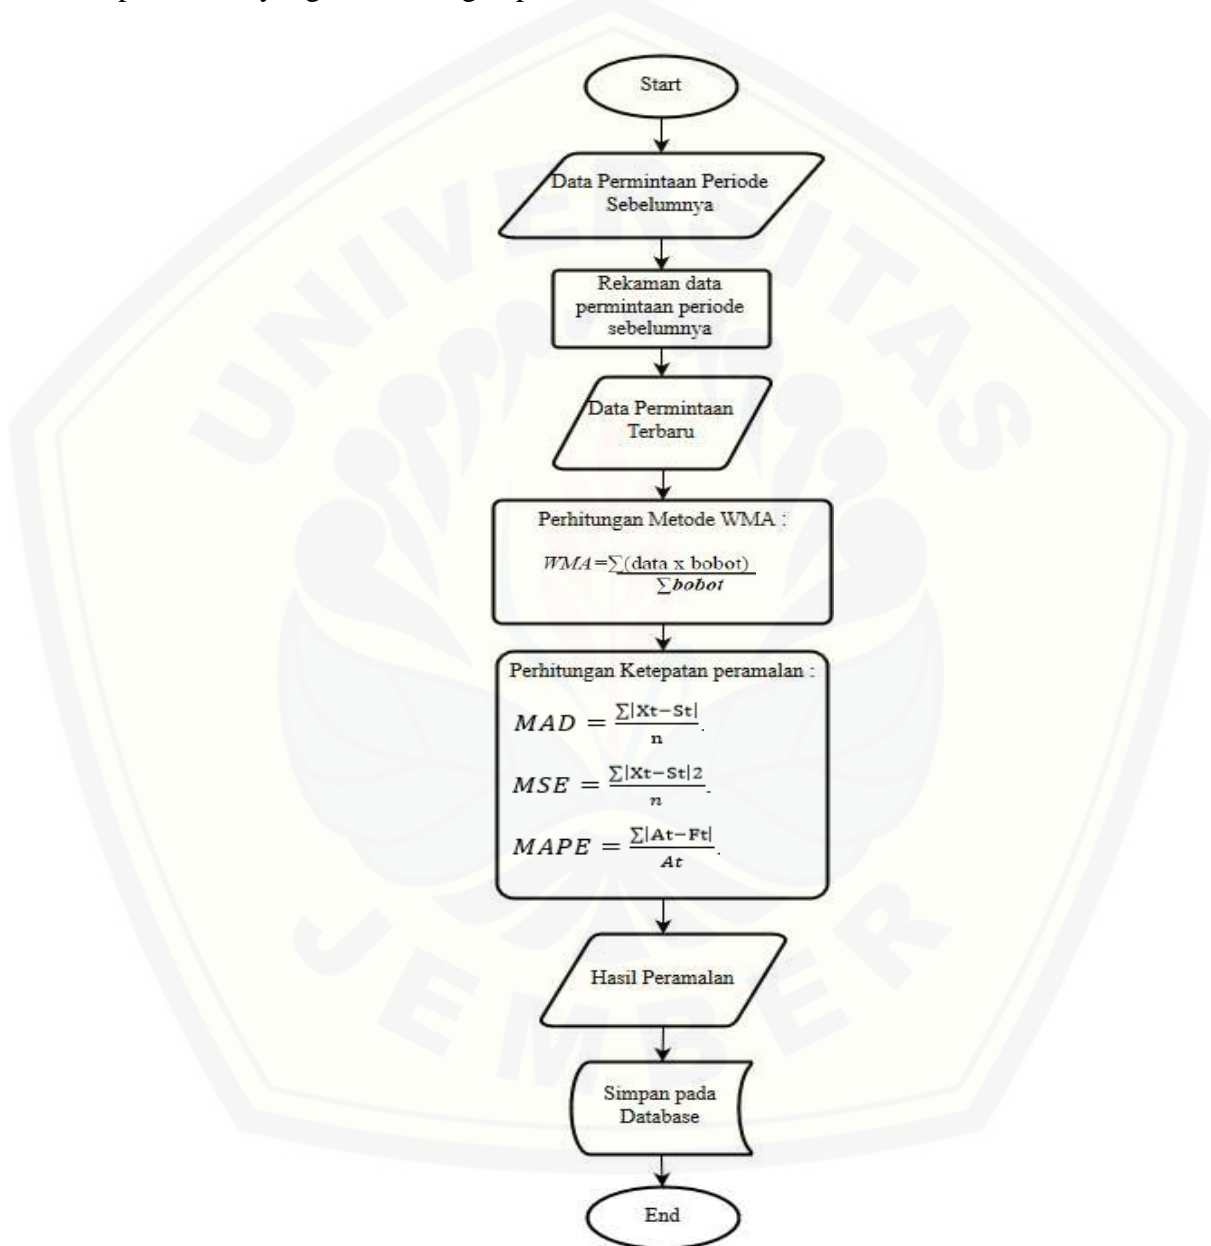 Start
Data Permintaan Periode
Sebelumnya
Rekaman data
permintaan periode
sebelumnya
Data Permintaan
Terbaru
Perhitungan Metode WMA :
WMA=∑(data x bobot)
∑bobot
Perhitungan Ketepatan peramalan :
MAD = ∑|Xt−St|
n.
MSE = ∑|Xt−St|2
n.
MAPE = ∑|At−Ft|
At.
Hasil Peramalan
Simpan pada
Database
End
UNIVERSITAS
JEMBER